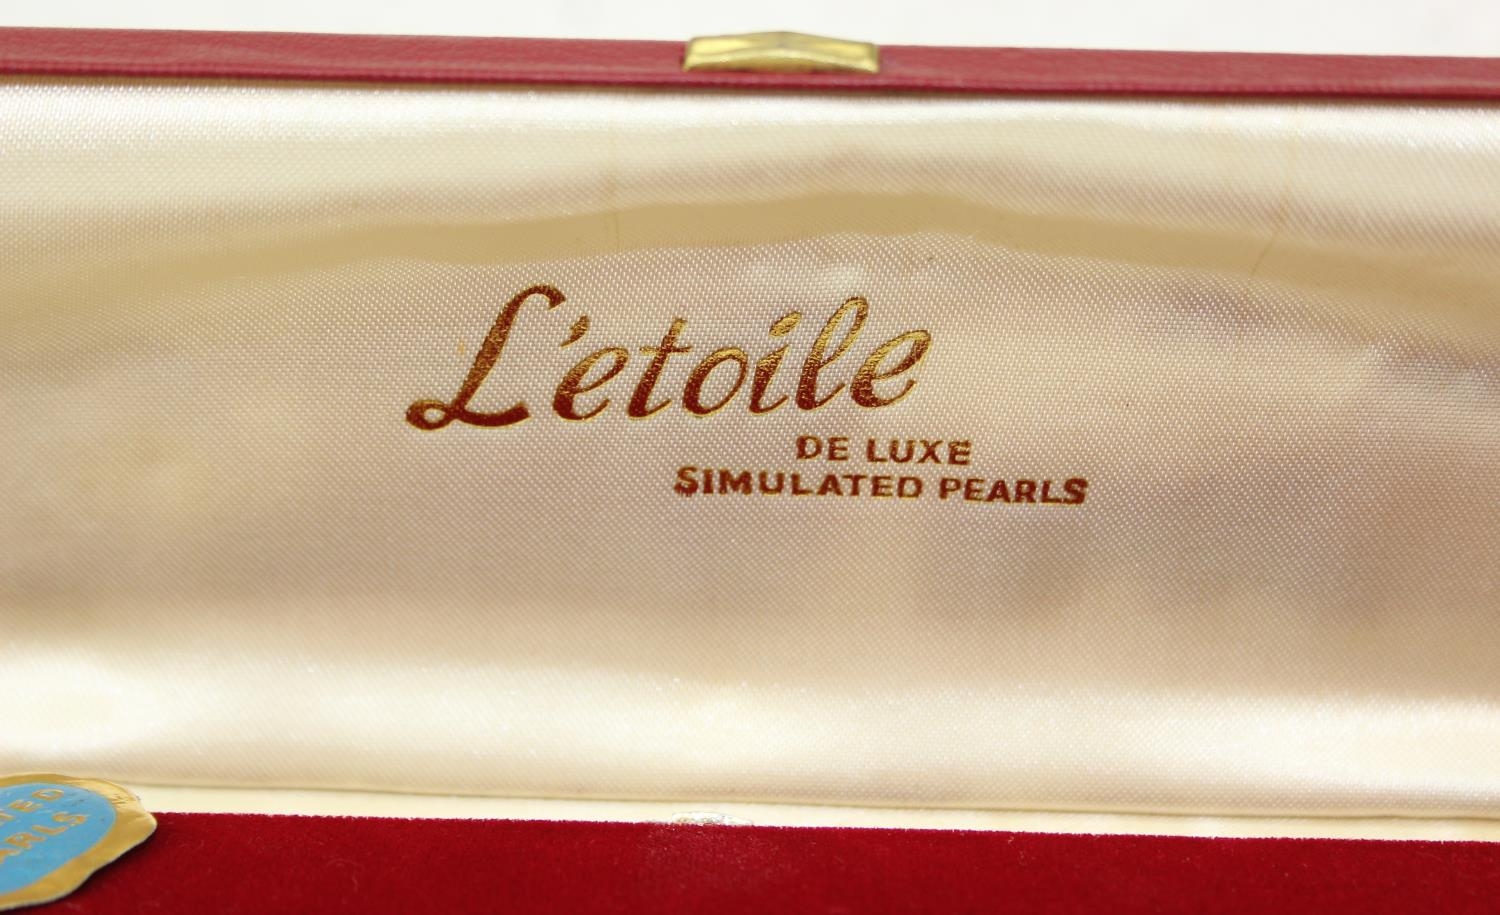 L'etoile
DE LUXE
SIMULATED PEARLS